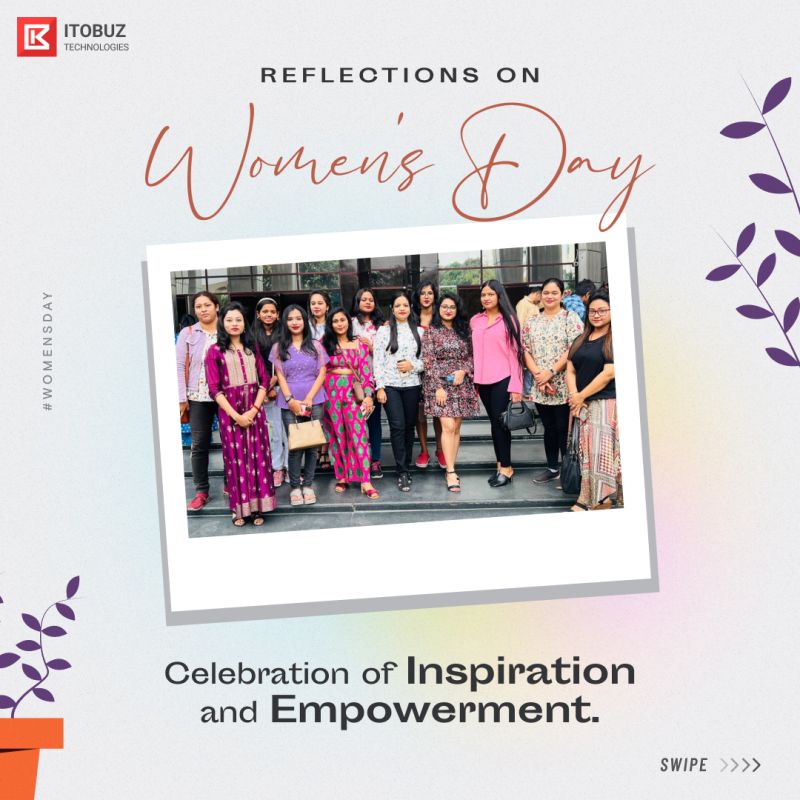 ITOBUZ
TECHNOLOGIES
REFLECTIONS ON
Women's Day
#WOMENSDAY
Celebration of Inspiration
and Empowerment.
SWIPE >>>>